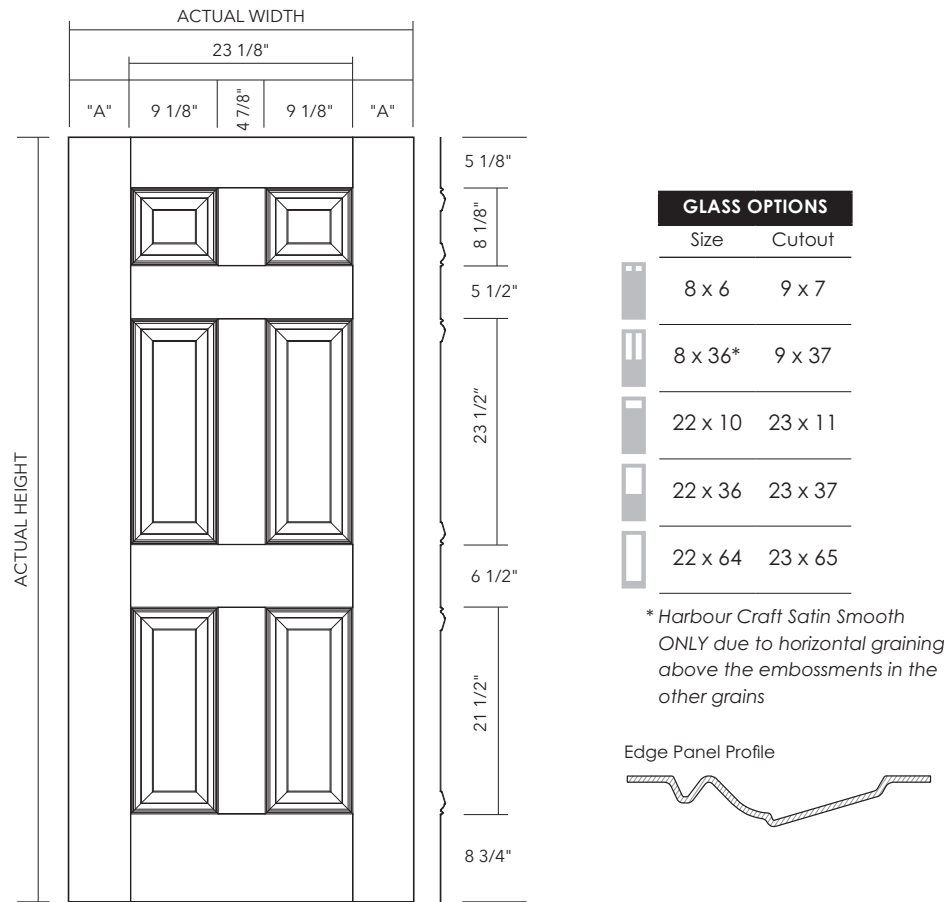 ACTUAL WIDTH
23 1/8"
"A" 9 1/8" 4 7/8" 9 1/8" "A"
ACTUAL HEIGHT
5 1/8"
8 1/8"
5 1/2"
23 1/2"
6 1/2"
21 1/2"
8 3/4"
GLASS OPTIONS
Size Cutout
8 x 6 9 x 7
8 x 36* 9 x 37
22 x 10 23 x 11
22 x 36 23 x 37
22 x 64 23 x 65
* Harbour Craft Satin Smooth
ONLY due to horizontal graining
above the embossments in the
other grains
Edge Panel Profile